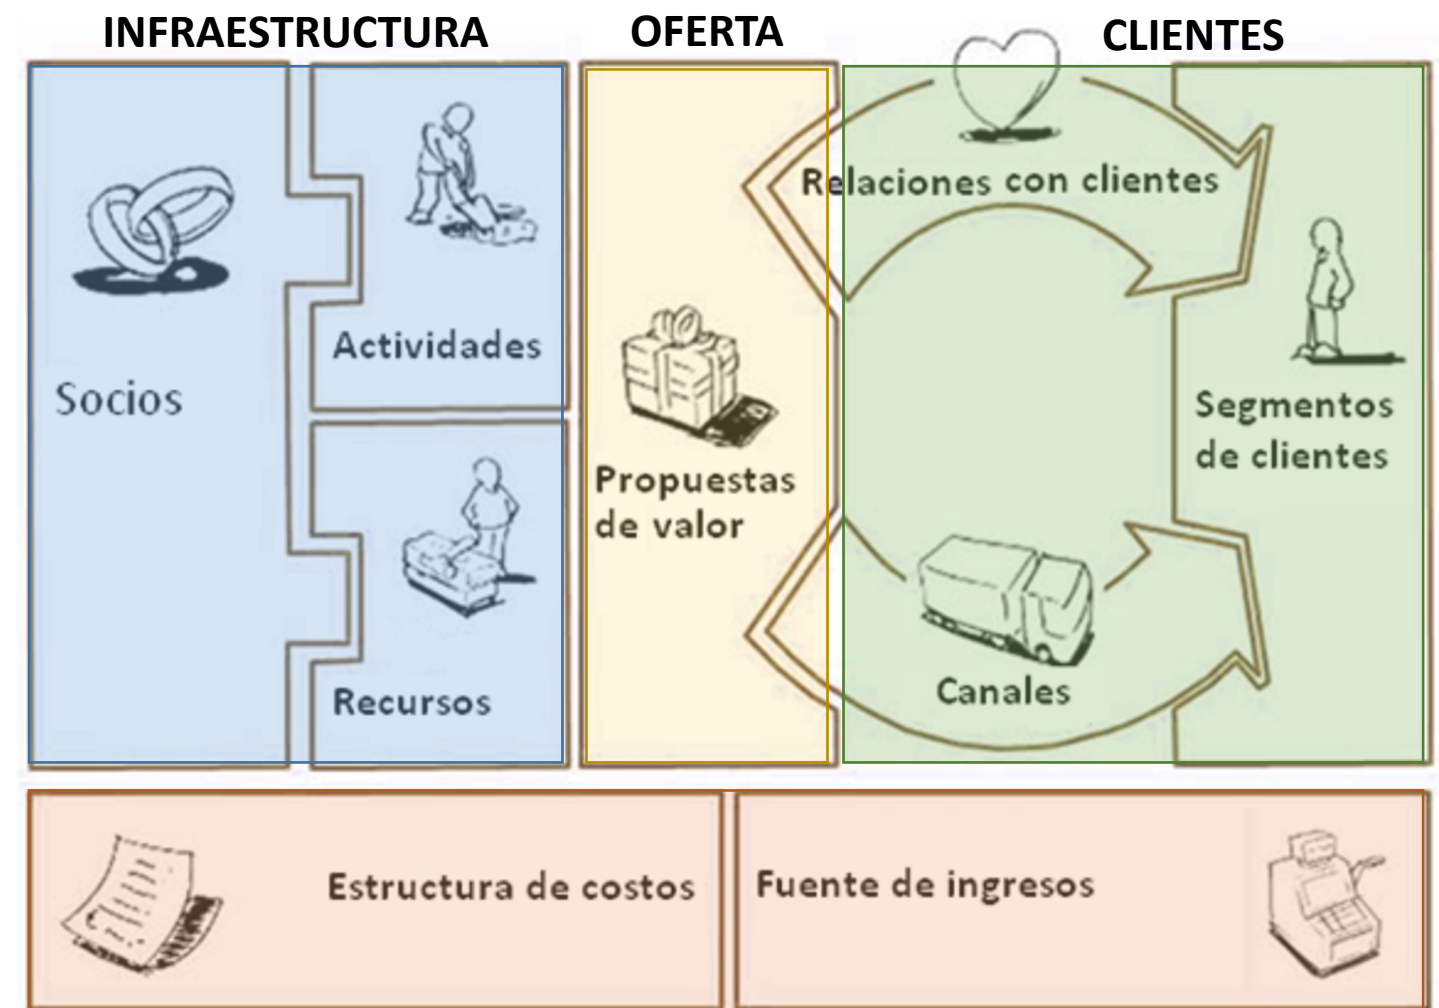 INFRAESTRUCTURA
OFERTA
CLIENTES
Socios
Actividades
Recursos
Propuestas
de valor
Relaciones con clientes
Canales
Segmentos
de clientes
Estructura de costos
Fuente de ingresos